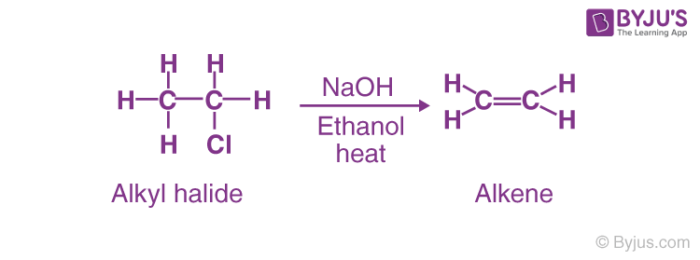 BYJU'S
The Learning App
H H
H–C–C–H
H Cl
NaOH
Ethanol
heat
H H
C=C
H H
Alkyl halide
Alkene
© Byjus.com